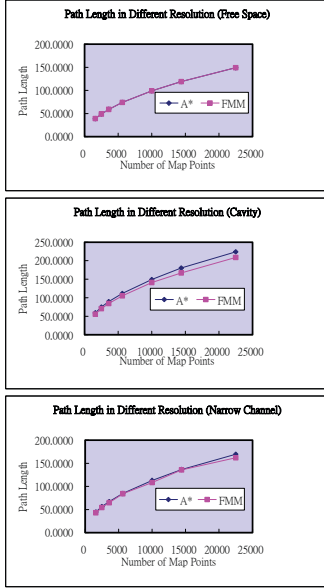 Path Length in Different Resolution (Free Space)
Path Length
200.0000
150.0000
100.0000
50.0000
0.0000
A*
FMM
0 5000 10000 15000 20000 25000
Number of Map Points
Path Length in Different Resolution (Cavity)
Path Length
250.0000
200.0000
150.0000
100.0000
50.0000
0.0000
A*
FMM
0 5000 10000 15000 20000 25000
Number of Map Points
Path Length in Different Resolution (Narrow Channel)
Path Length
200.0000
150.0000
100.0000
50.0000
0.0000
A*
FMM
0 5000 10000 15000 20000 25000
Number of Map Points